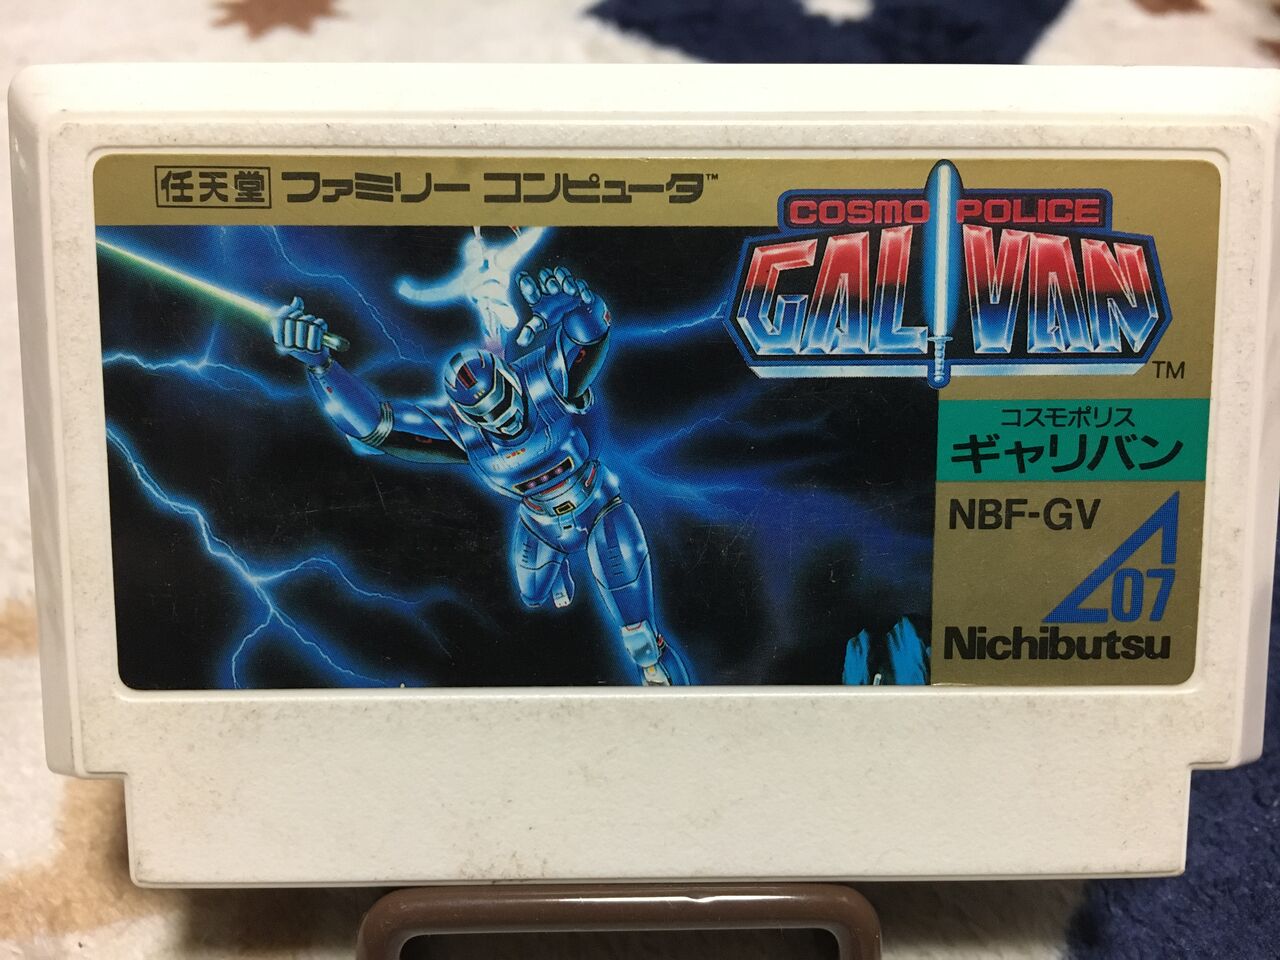 任天堂 ファミリー コンピュータ™
COSMO POLICE
GALIVAN
TM
コスモポリス
ギャリバン
NBF-GV
07
Nichibutsu